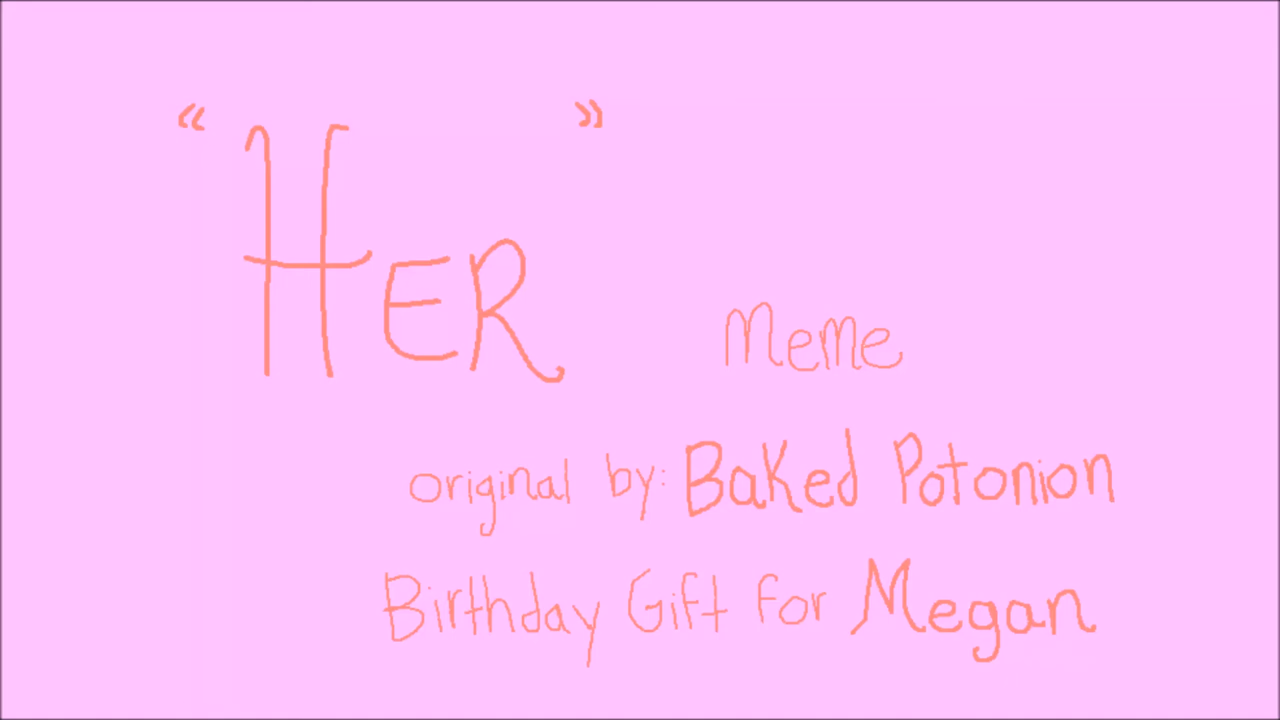 "HER" Meme
original by: Baked Potonion
Birthday Gift for Megan